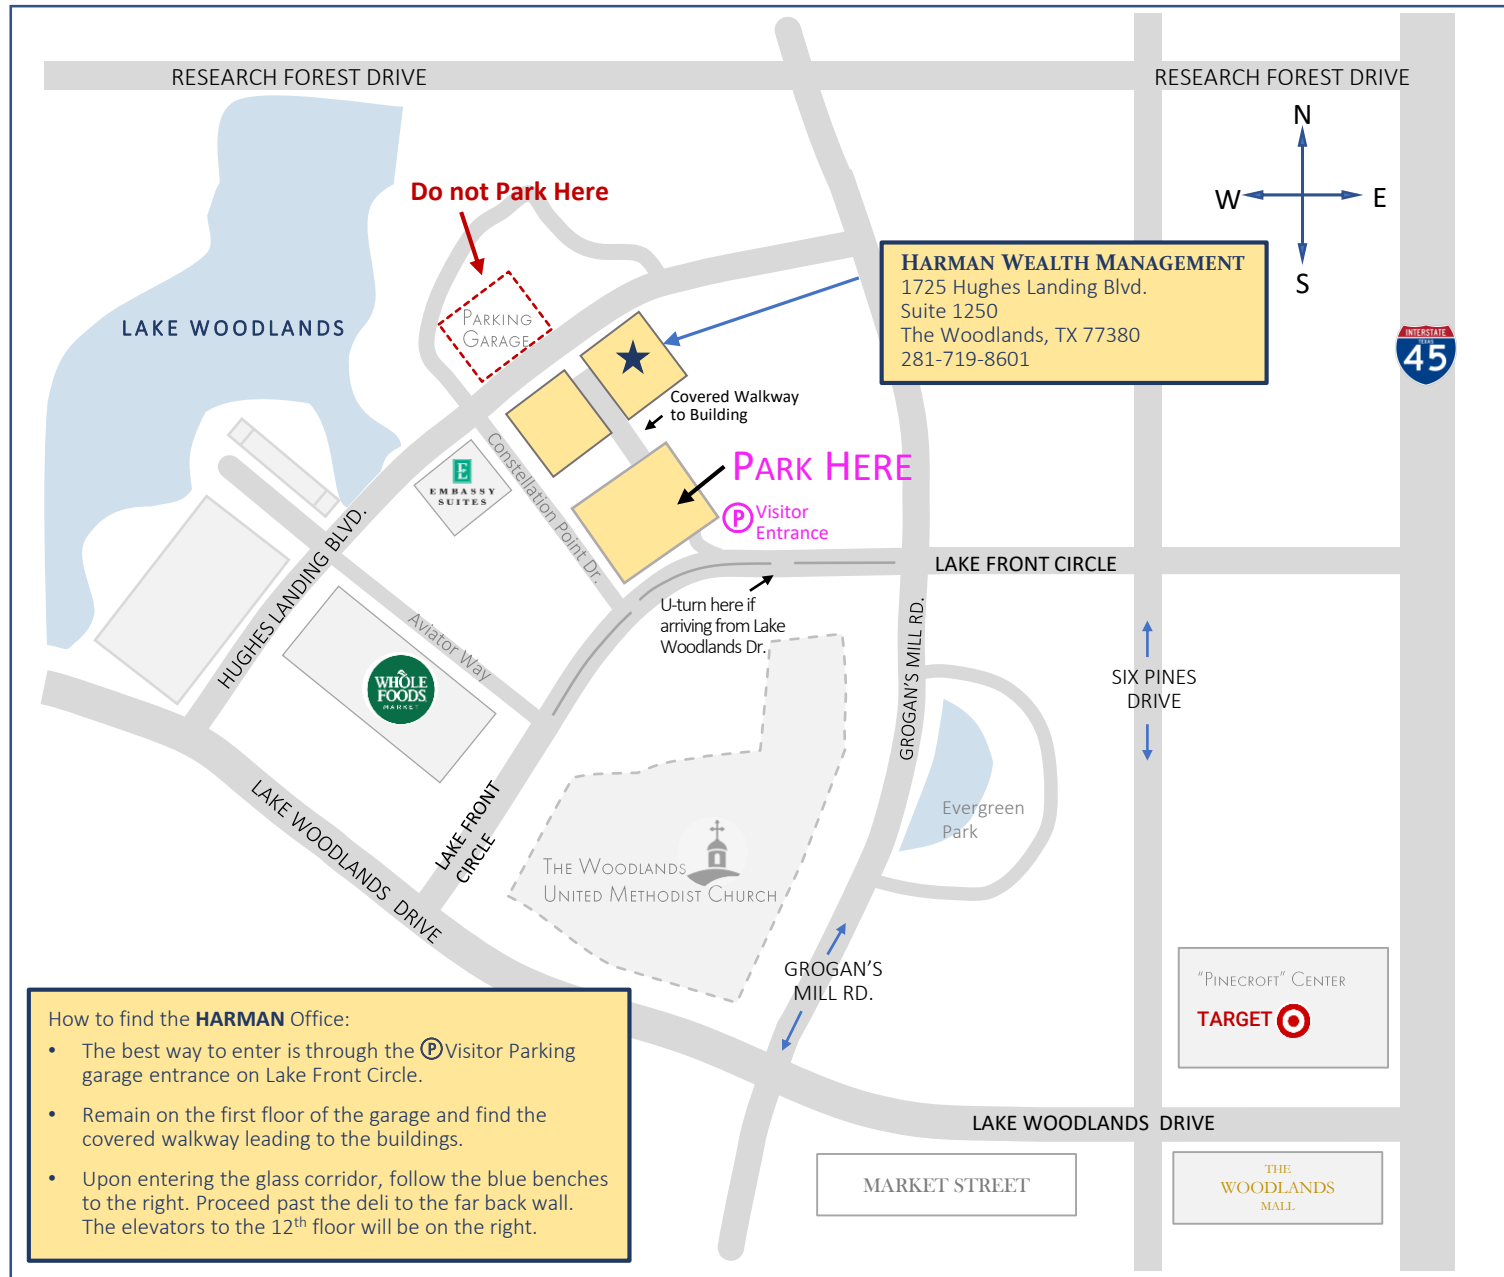 RESEARCH FOREST DRIVE
RESEARCH FOREST DRIVE
N
W
E
S
Do not Park Here
HARMAN WEALTH MANAGEMENT
1725 Hughes Landing Blvd.
Suite 1250
The Woodlands, TX 77380
281-719-8601
LAKE WOODLANDS
PARKING
GARAGE
INTERSTATE
TEXAS
45
Covered Walkway
to Building
PARK HERE
P Visitor
Entrance
E
EMBASSY
SUITES
Constellation Point Dr.
HUGHES LANDING BLVD.
LAKE FRONT CIRCLE
U-turn here if
arriving from Lake
Woodlands Dr.
Aviator Way
WHOLE
FOODS
MARKET
GROGAN'S MILL RD.
SIX PINES
DRIVE
LAKE WOODLANDS DRIVE
LAKE FRONT
CIRCLE
Evergreen
Park
THE WOODLANDS
UNITED METHODIST CHURCH
GROGAN'S
MILL RD.
"PINECROFT" CENTER
TARGET
How to find the HARMAN Office:
• The best way to enter is through the P Visitor Parking
garage entrance on Lake Front Circle.
• Remain on the first floor of the garage and find the
covered walkway leading to the buildings.
• Upon entering the glass corridor, follow the blue benches
to the right. Proceed past the deli to the far back wall.
The elevators to the 12th floor will be on the right.
LAKE WOODLANDS DRIVE
MARKET STREET
THE
WOODLANDS
MALL